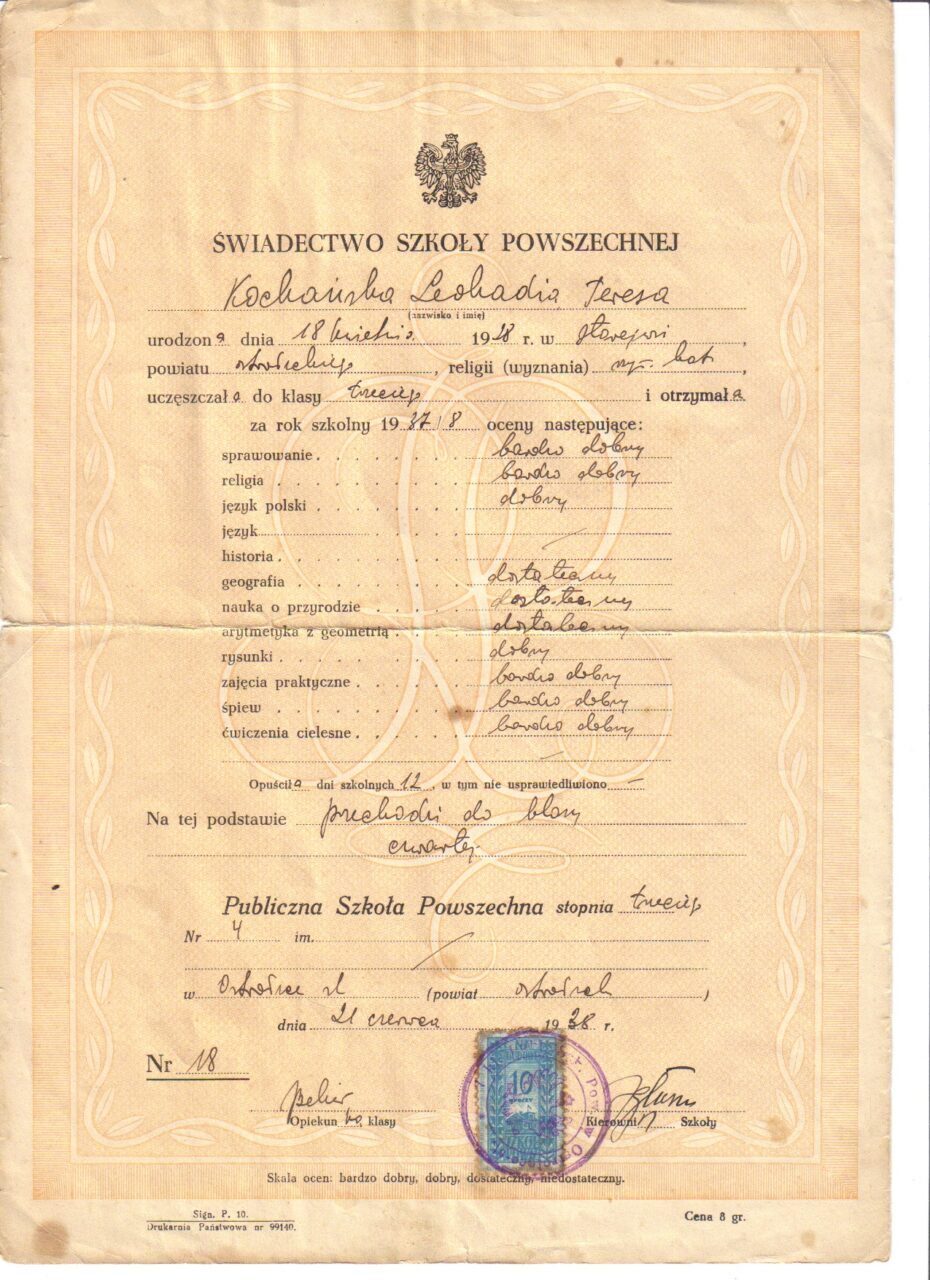 ŚWIADECTWO SZKOŁY POWSZECHNEJ
Kochańska Leokadia Teresa
(nazwisko i imię)
urodzona dnia 18 kwietnia 1928 r. w
powiatu, religii (wyznania) rz.-kat,
uczęszczała do klasy trzeciej i otrzymała
za rok szkolny 1937/8 oceny następujące:
sprawowanie bardzo dobry
religia bardzo dobry
język polski dobry
język
historia —
geografia dostateczny
nauka o przyrodzie dostateczny
arytmetyka z geometrią dostateczny
rysunki dobry
zajęcia praktyczne bardzo dobry
śpiew bardzo dobry
ćwiczenia cielesne bardzo dobry
—
Opuściła dni szkolnych 12, w tym nie usprawiedliwiono —
Na tej podstawie przechodzi do klasy
czwartej
Publiczna Szkoła Powszechna stopnia trzeciego
Nr 4 im. —
w (powiat)
dnia 21 czerwca 1938 r.
Nr 18
10
Opiekunka klasy Kierownik Szkoły
Skala ocen: bardzo dobry, dobry, dostateczny, niedostateczny.
Sign. P. 10.
Drukarnia Państwowa nr 99140.
Cena 8 gr.